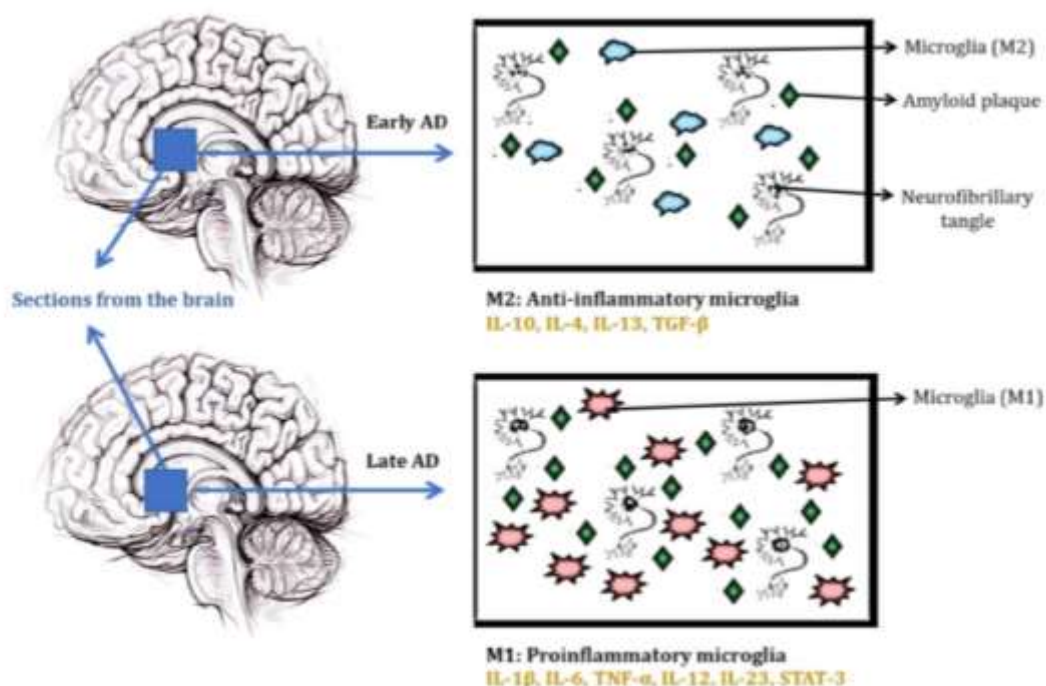 Microglia (M2)
Early AD
Amyloid plaque
Neurofibrillary
tangle
Sections from the brain
M2: Anti-inflammatory microglia
IL-10, IL-4, IL-13, TGF-β
Microglia (M1)
Late AD
M1: Proinflammatory microglia
IL-1β, IL-6, TNF-α, IL-12, IL-23, STAT-3